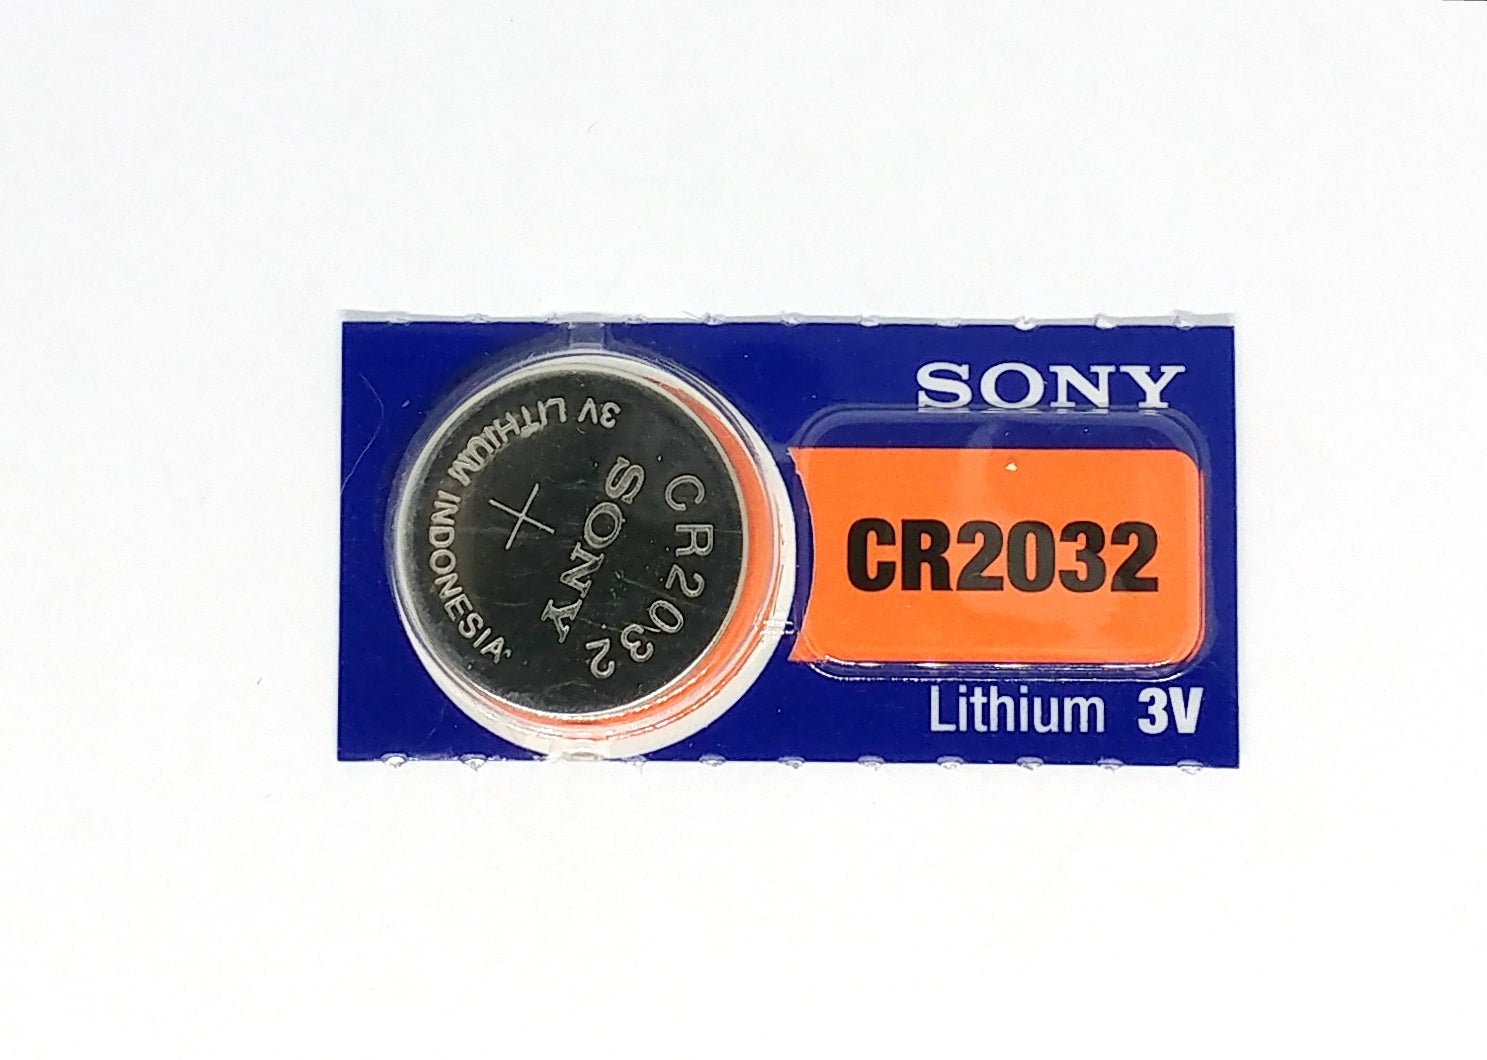 3V LITHIUM INDONESIA
+
SONY
CR2032
SONY
CR2032
Lithium 3V